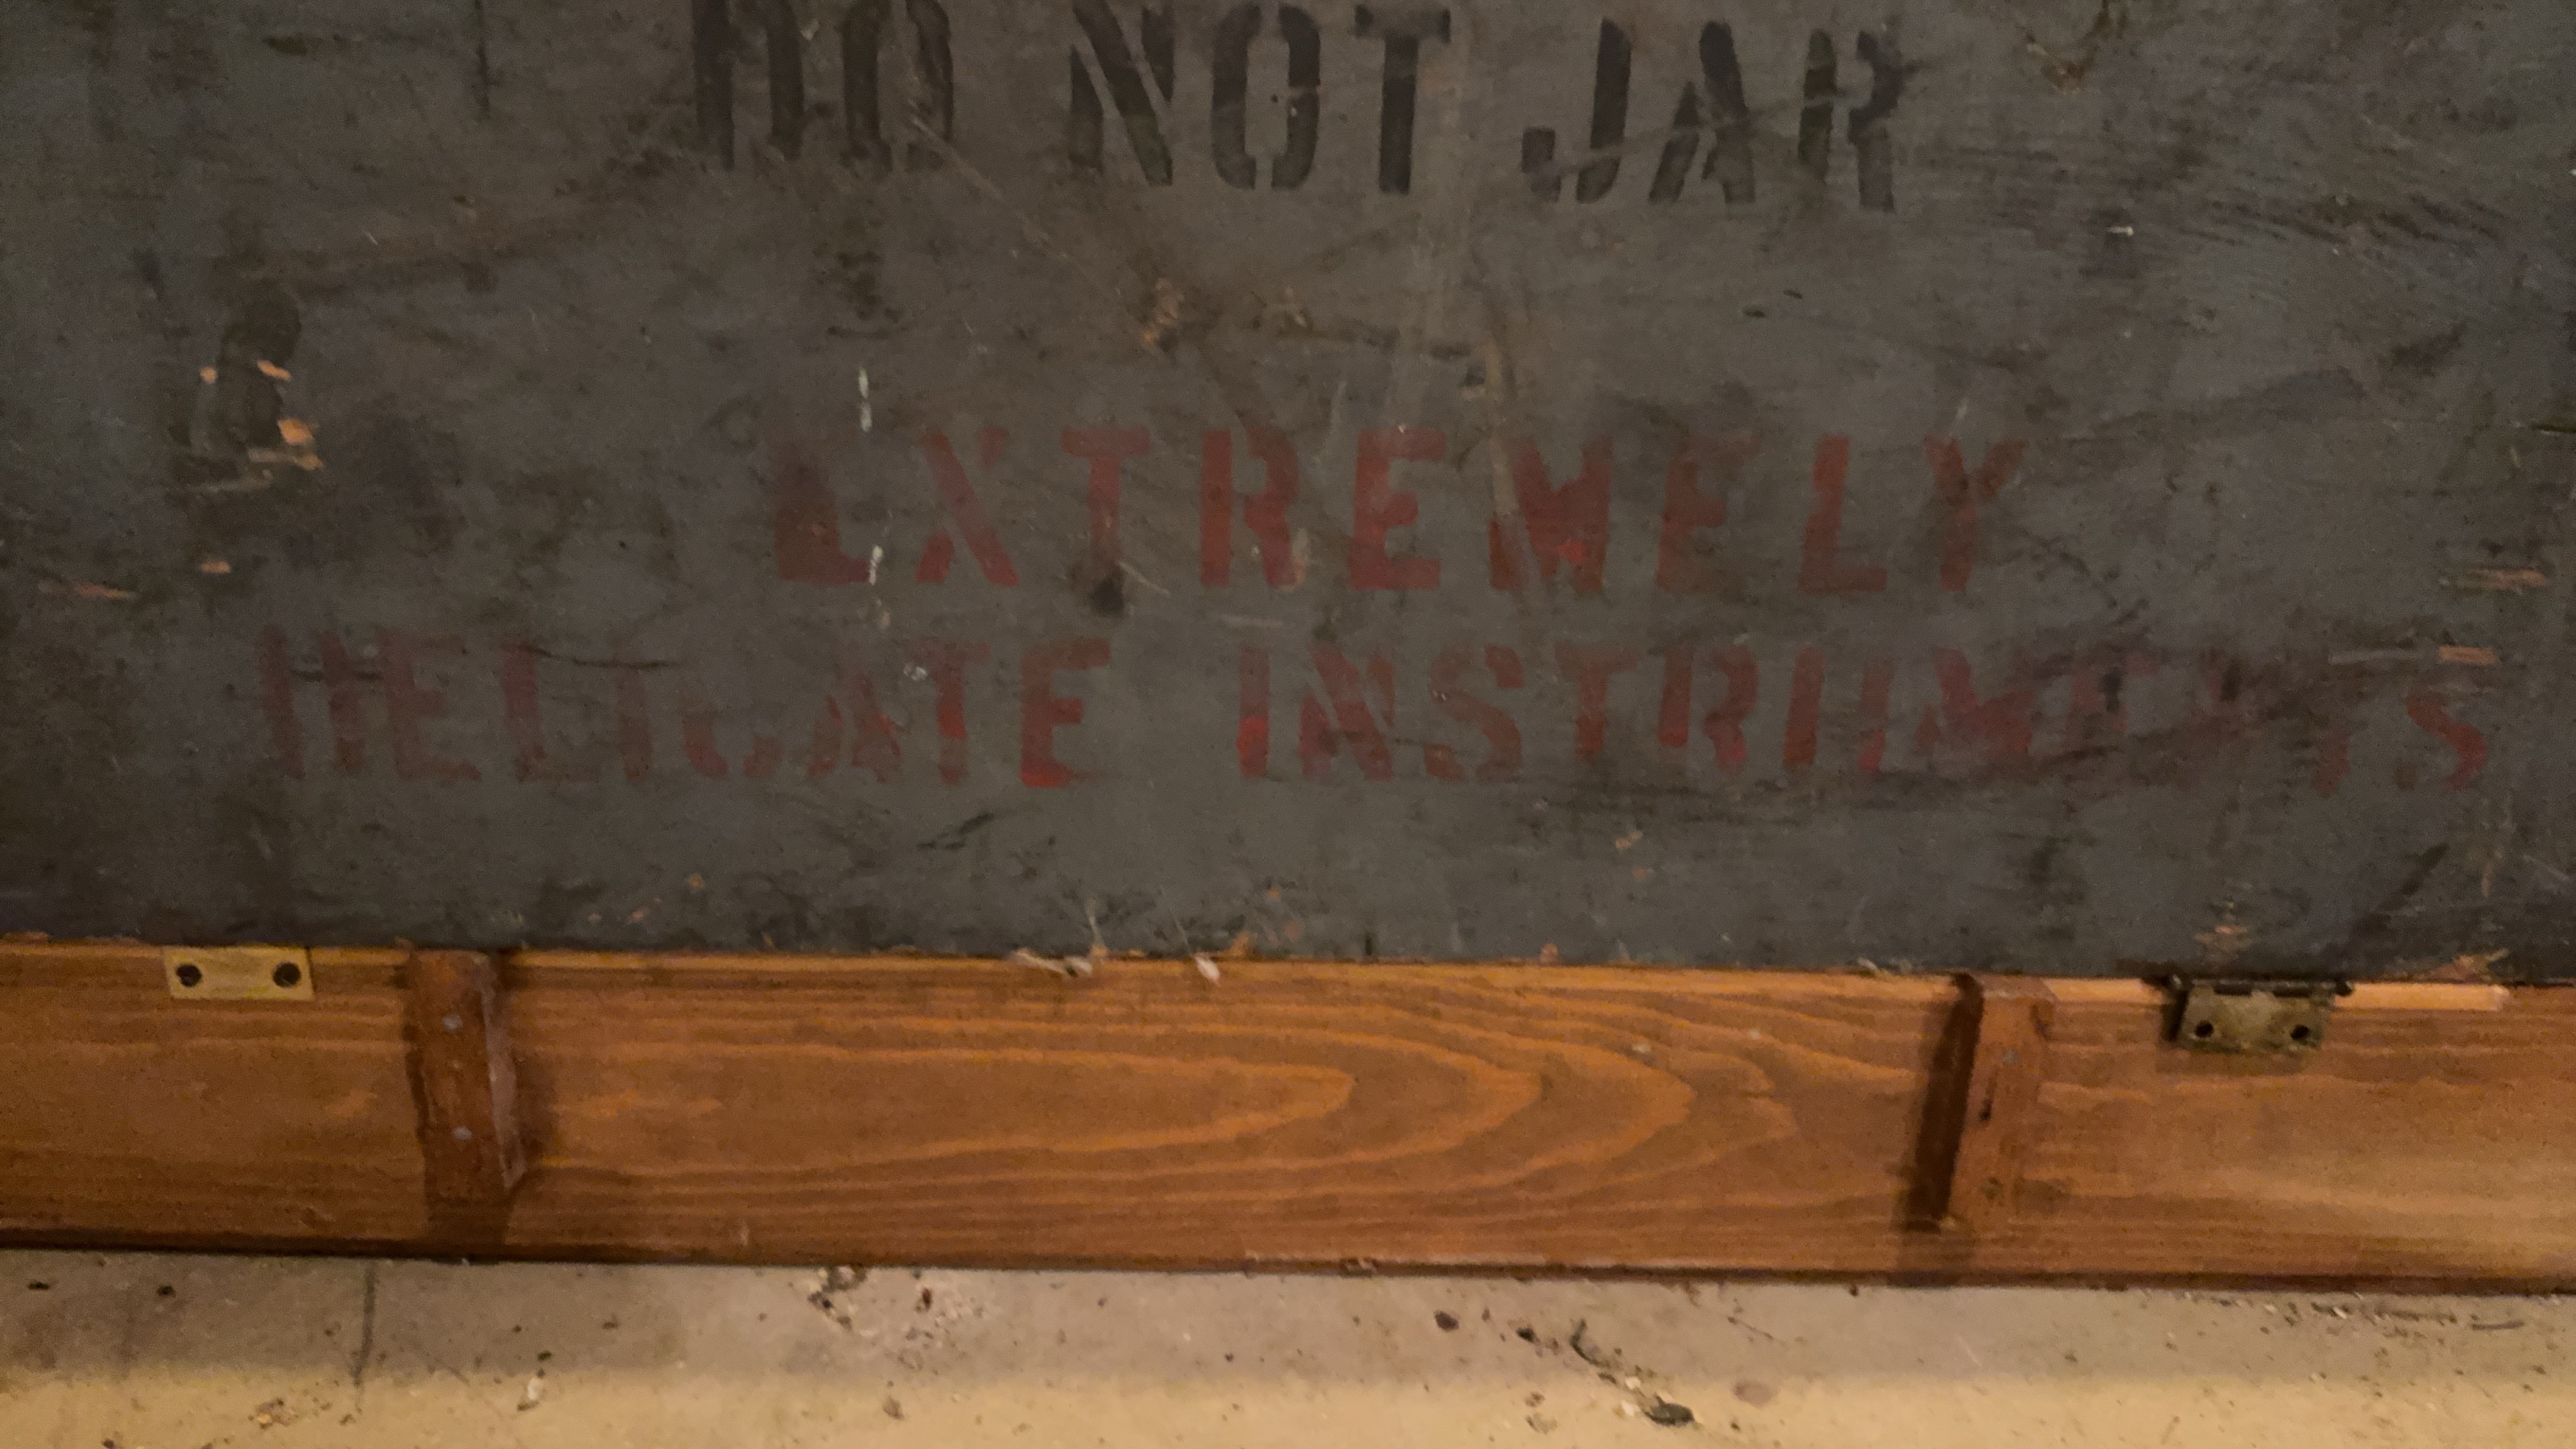 DO NOT JAR
EXTREMELY
DELICATE INSTRUMENTS